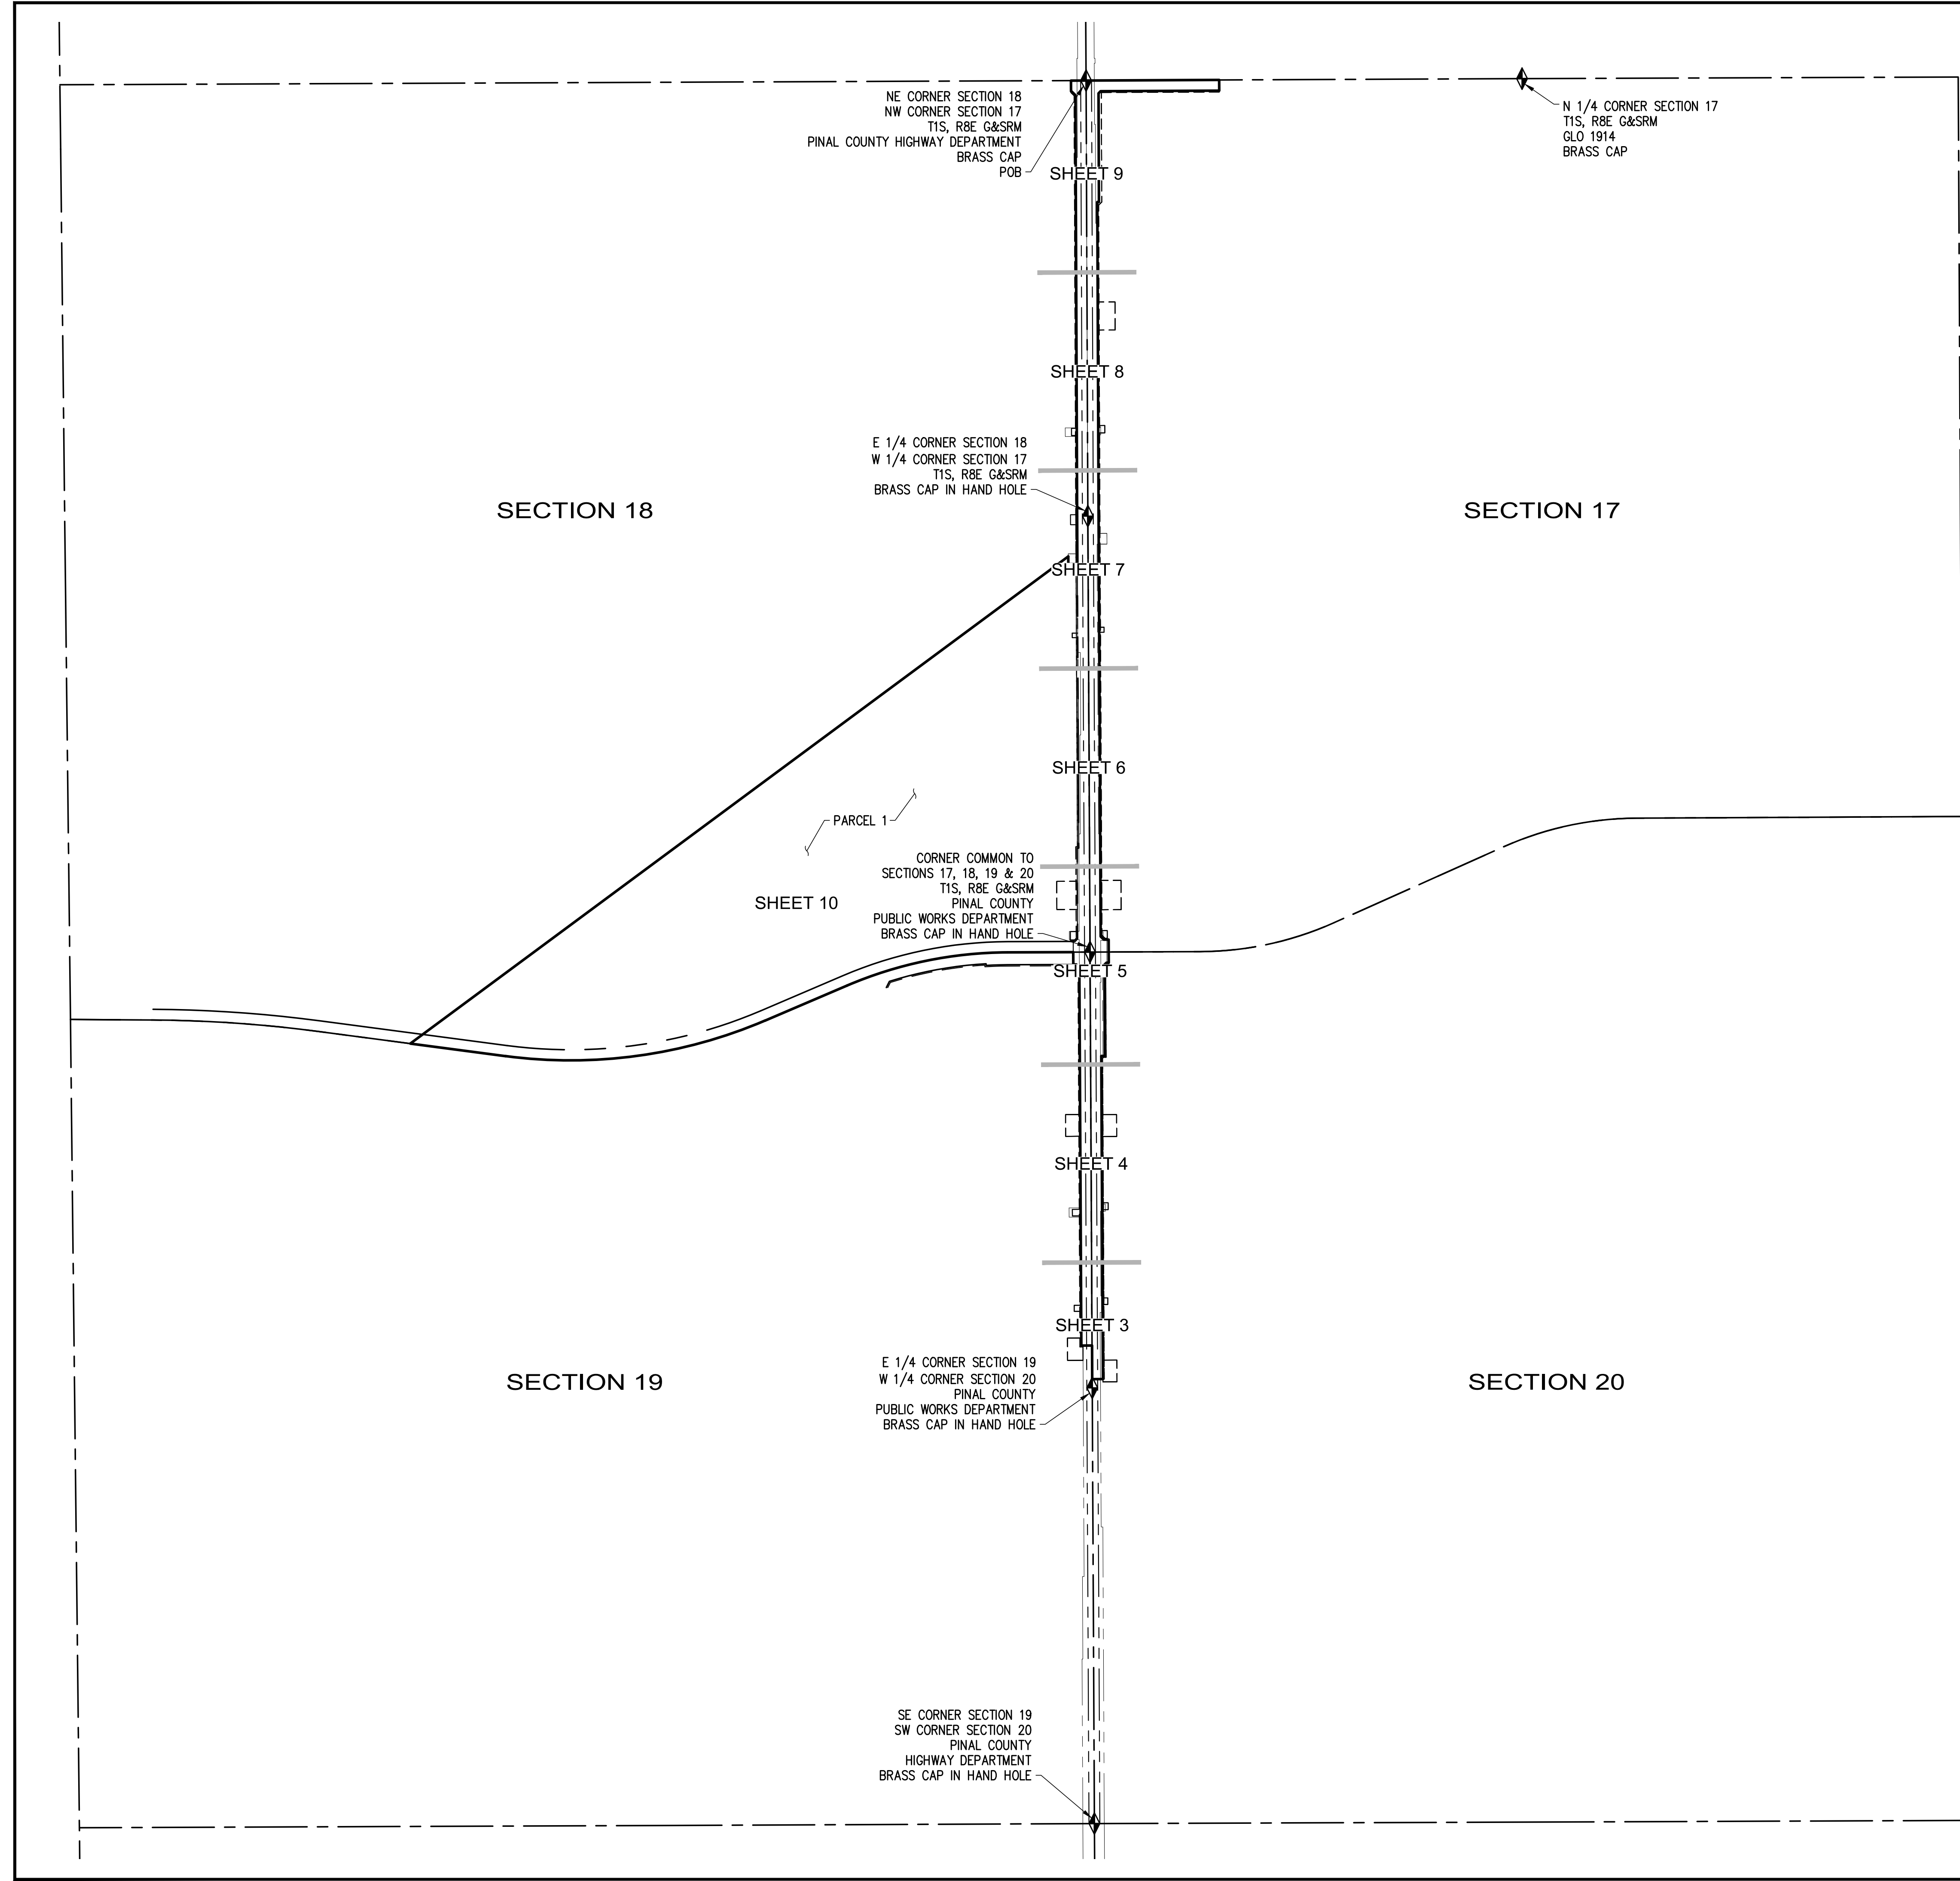 NE CORNER SECTION 18
NW CORNER SECTION 17
T1S, R8E G&SRM
PINAL COUNTY HIGHWAY DEPARTMENT
BRASS CAP
POB
N 1/4 CORNER SECTION 17
T1S, R8E G&SRM
GLO 1914
BRASS CAP
SHEET 9
SHEET 8
E 1/4 CORNER SECTION 18
W 1/4 CORNER SECTION 17
T1S, R8E G&SRM
BRASS CAP IN HAND HOLE
SECTION 18
SECTION 17
SHEET 7
SHEET 6
PARCEL 1
CORNER COMMON TO
SECTIONS 17, 18, 19 & 20
T1S, R8E G&SRM
PINAL COUNTY
PUBLIC WORKS DEPARTMENT
BRASS CAP IN HAND HOLE
SHEET 10
SHEET 5
SHEET 4
SHEET 3
E 1/4 CORNER SECTION 19
W 1/4 CORNER SECTION 20
PINAL COUNTY
PUBLIC WORKS DEPARTMENT
BRASS CAP IN HAND HOLE
SECTION 19
SECTION 20
SE CORNER SECTION 19
SW CORNER SECTION 20
PINAL COUNTY
HIGHWAY DEPARTMENT
BRASS CAP IN HAND HOLE